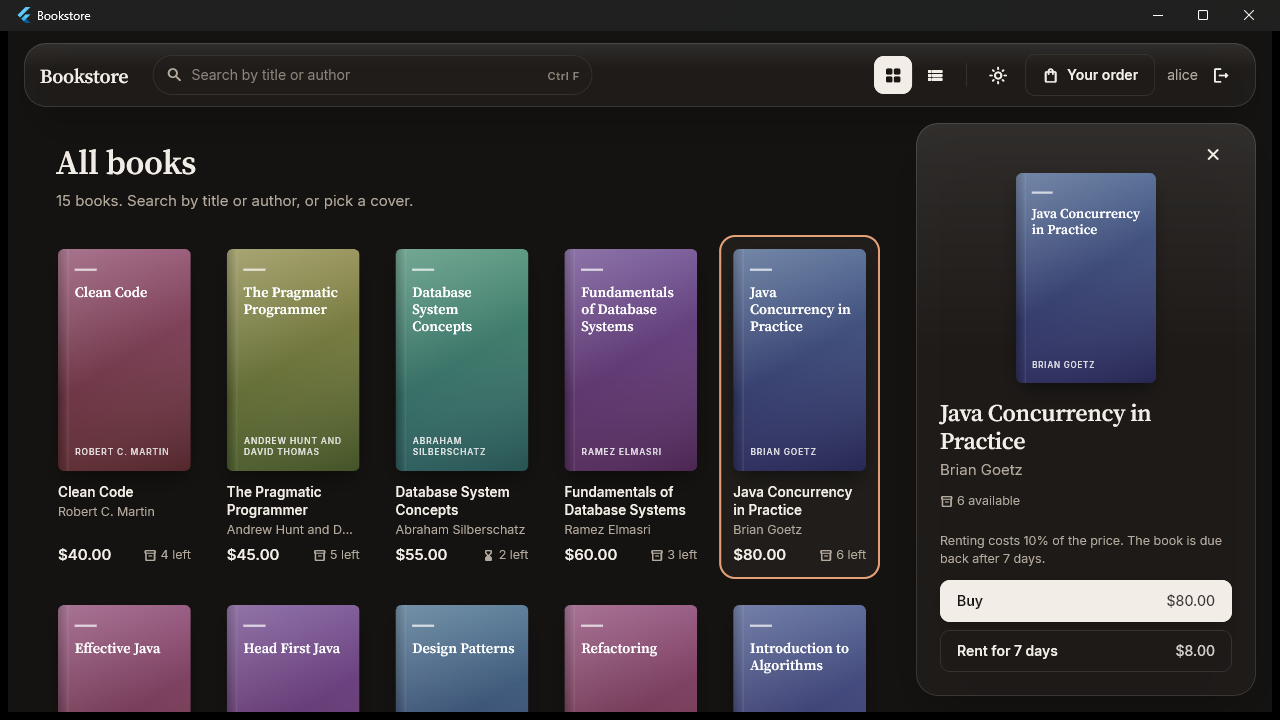 Bookstore
Bookstore
Search by title or author
Ctrl F
Your order
alice
All books
15 books. Search by title or author, or pick a cover.
Clean Code
ROBERT C. MARTIN
Clean Code
Robert C. Martin
$40.00
4 left
The Pragmatic
Programmer
ANDREW HUNT AND
DAVID THOMAS
The Pragmatic
Programmer
Andrew Hunt and D...
$45.00
5 left
Database
System
Concepts
ABRAHAM
SILBERSCHATZ
Database System
Concepts
Abraham Silberschatz
$55.00
2 left
Fundamentals
of Database
Systems
RAMEZ ELMASRI
Fundamentals of
Database Systems
Ramez Elmasri
$60.00
3 left
Java
Concurrency in
Practice
BRIAN GOETZ
Java Concurrency
in Practice
Brian Goetz
$80.00
6 left
Effective Java
Head First Java
Design Patterns
Refactoring
Introduction to
Algorithms
Java Concurrency
in Practice
BRIAN GOETZ
Java Concurrency in
Practice
Brian Goetz
6 available
Renting costs 10% of the price. The book is due
back after 7 days.
Buy
$80.00
Rent for 7 days
$8.00